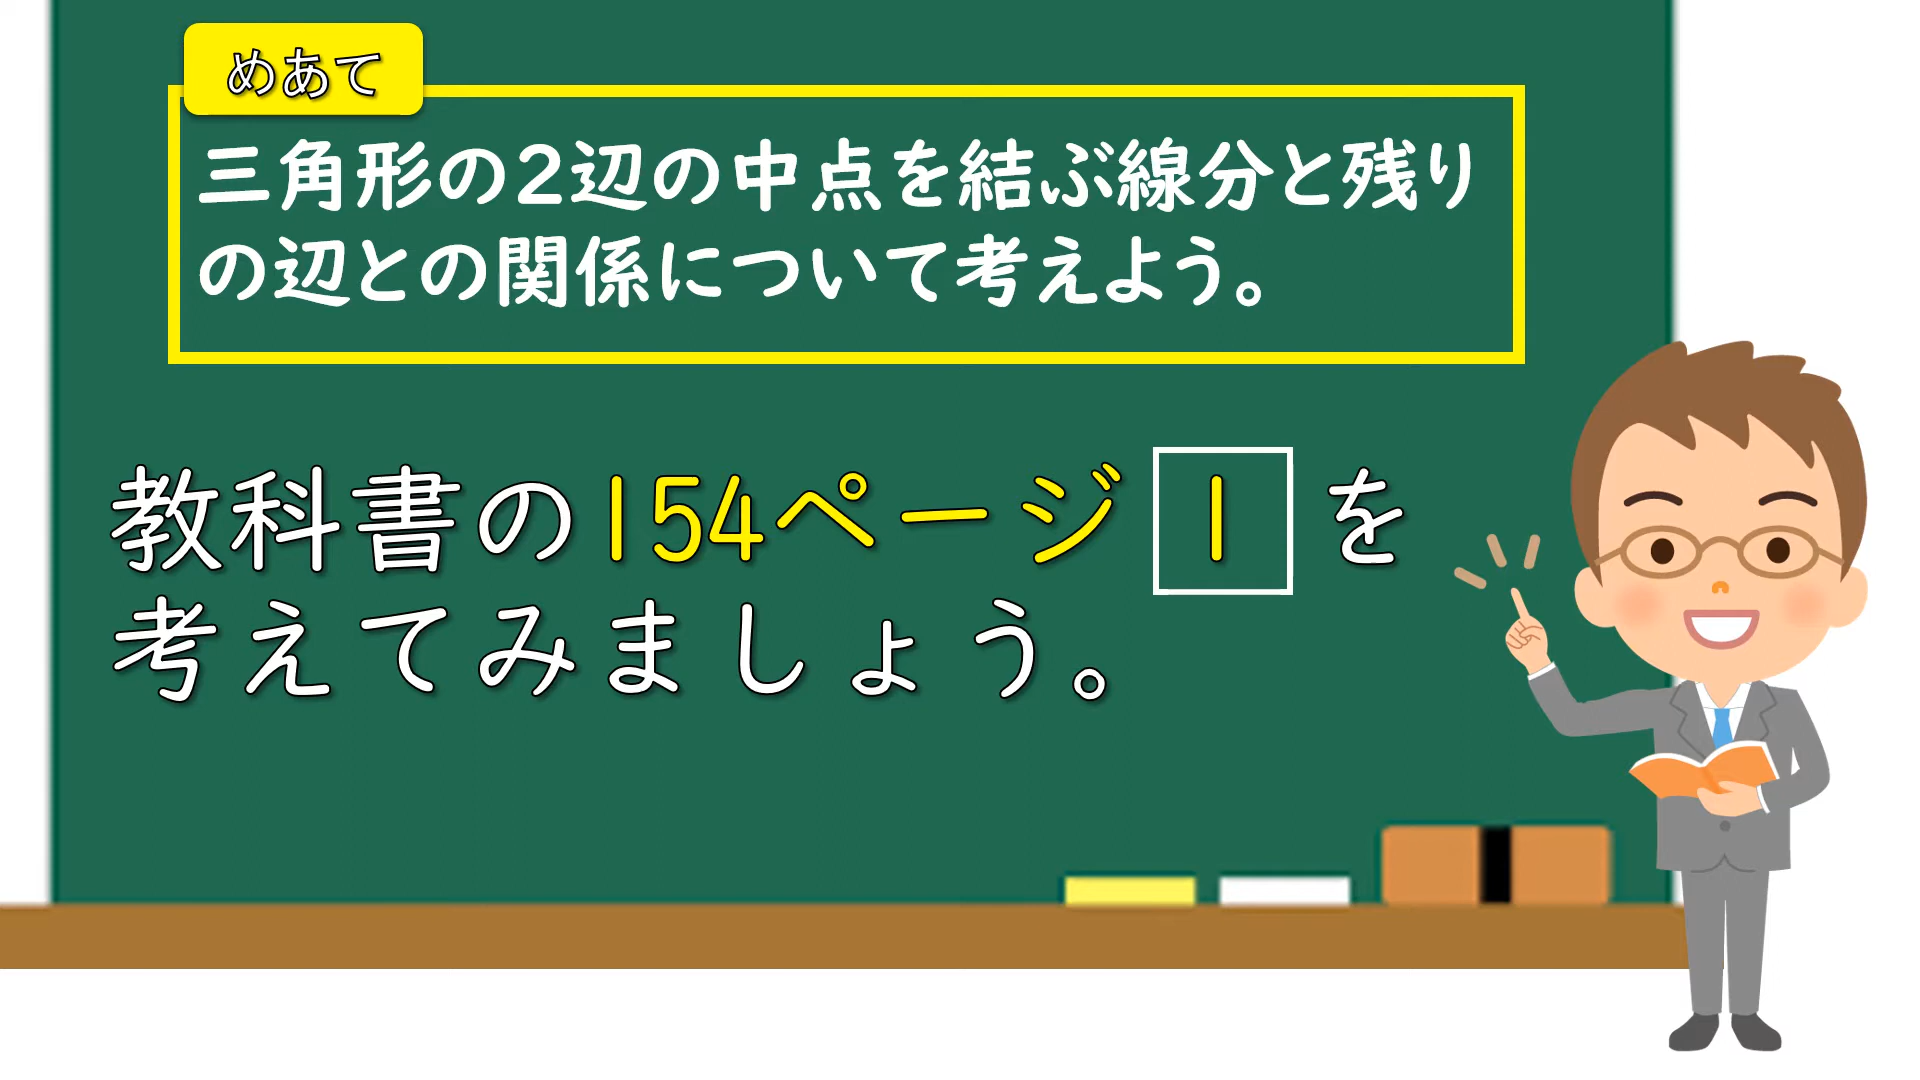 めあて
三角形の2辺の中点を結ぶ線分と残り
の辺との関係について考えよう。
教科書の154ページ 1 を
考えてみましょう。